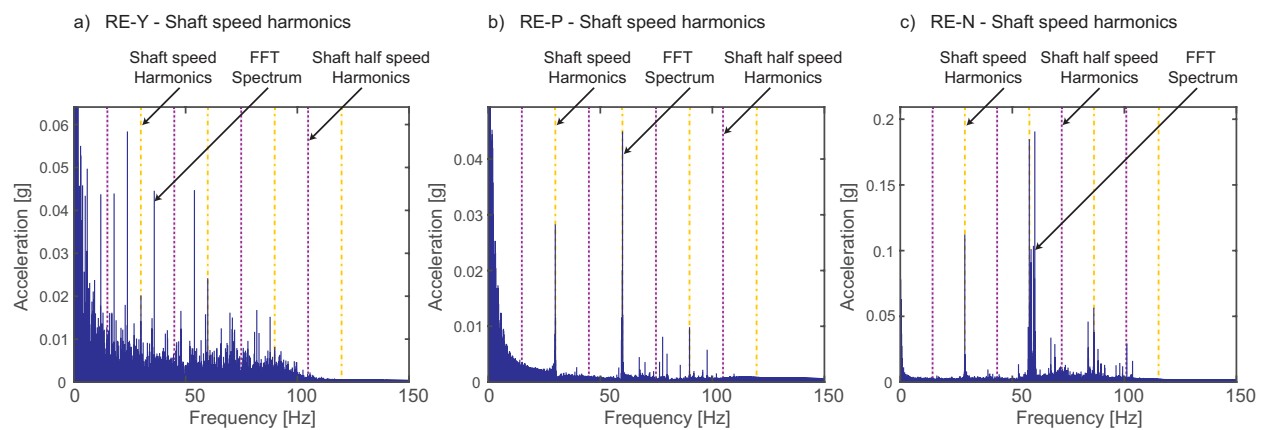 a) RE-Y - Shaft speed harmonics
Shaft speed
Harmonics
FFT
Spectrum
Shaft half speed
Harmonics
0.06
0.05
0.04
0.03
0.02
0.01
0
Acceleration [g]
0
50
100
150
Frequency [Hz]
b) RE-P - Shaft speed harmonics
Shaft speed
Harmonics
FFT
Spectrum
Shaft half speed
Harmonics
0.04
0.03
0.02
0.01
0
Acceleration [g]
0
50
100
150
Frequency [Hz]
c) RE-N - Shaft speed harmonics
Shaft speed
Harmonics
Shaft half speed
Harmonics
FFT
Spectrum
0.2
0.15
0.1
0.05
0
Acceleration [g]
0
50
100
150
Frequency [Hz]